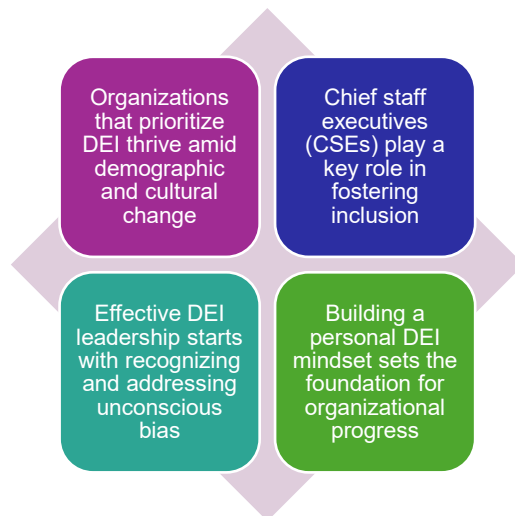 Organizations
that prioritize
DEI thrive amid
demographic
and cultural
change
Chief staff
executives
(CSEs) play a
key role in
fostering
inclusion
Effective DEI
leadership starts
with recognizing
and addressing
unconscious
bias
Building a
personal DEI
mindset sets the
foundation for
organizational
progress